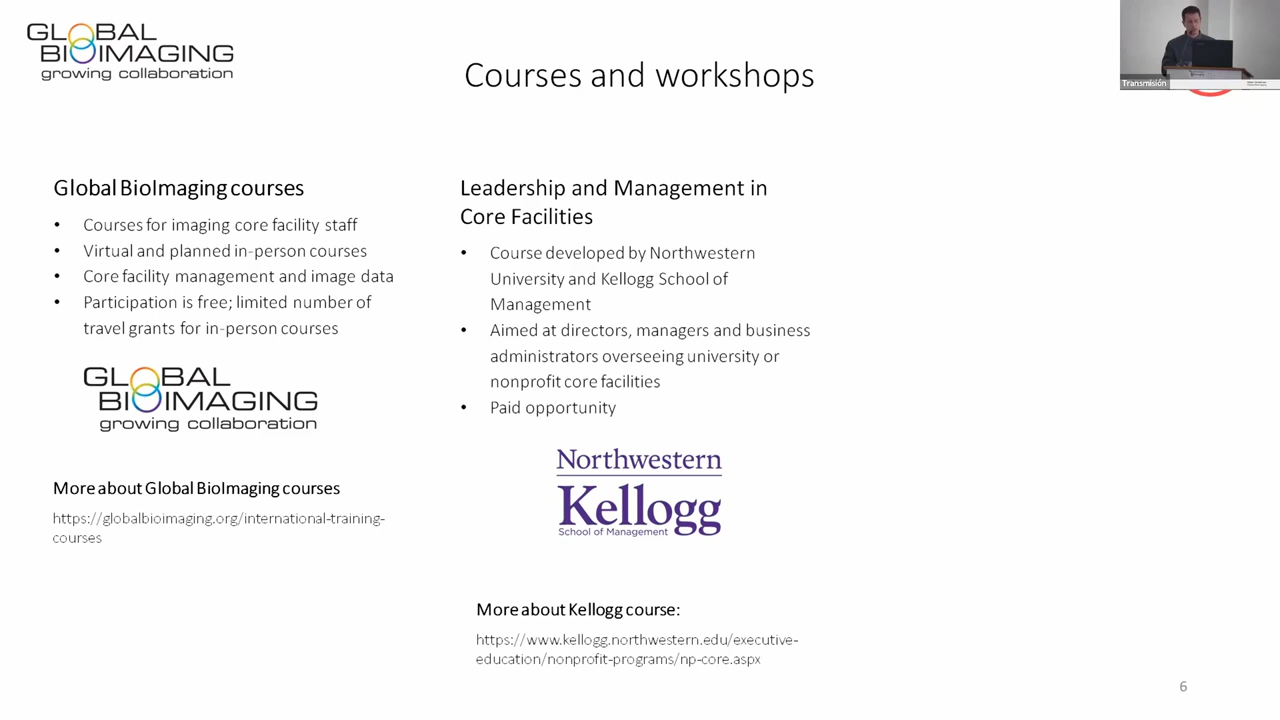 GLOBAL
BIOIMAGING
growing collaboration
Courses and workshops
Transmisión
Global BioImaging courses
• Courses for imaging core facility staff
• Virtual and planned in-person courses
• Core facility management and image data
• Participation is free; limited number of
travel grants for in-person courses
GLOBAL
BIOIMAGING
growing collaboration
More about Global BioImaging courses
https://globalbioimaging.org/international-training-
courses
Leadership and Management in
Core Facilities
• Course developed by Northwestern
University and Kellogg School of
Management
• Aimed at directors, managers and business
administrators overseeing university or
nonprofit core facilities
• Paid opportunity
Northwestern
Kellogg
School of Management
More about Kellogg course:
https://www.kellogg.northwestern.edu/executive-
education/nonprofit-programs/np-core.aspx
6